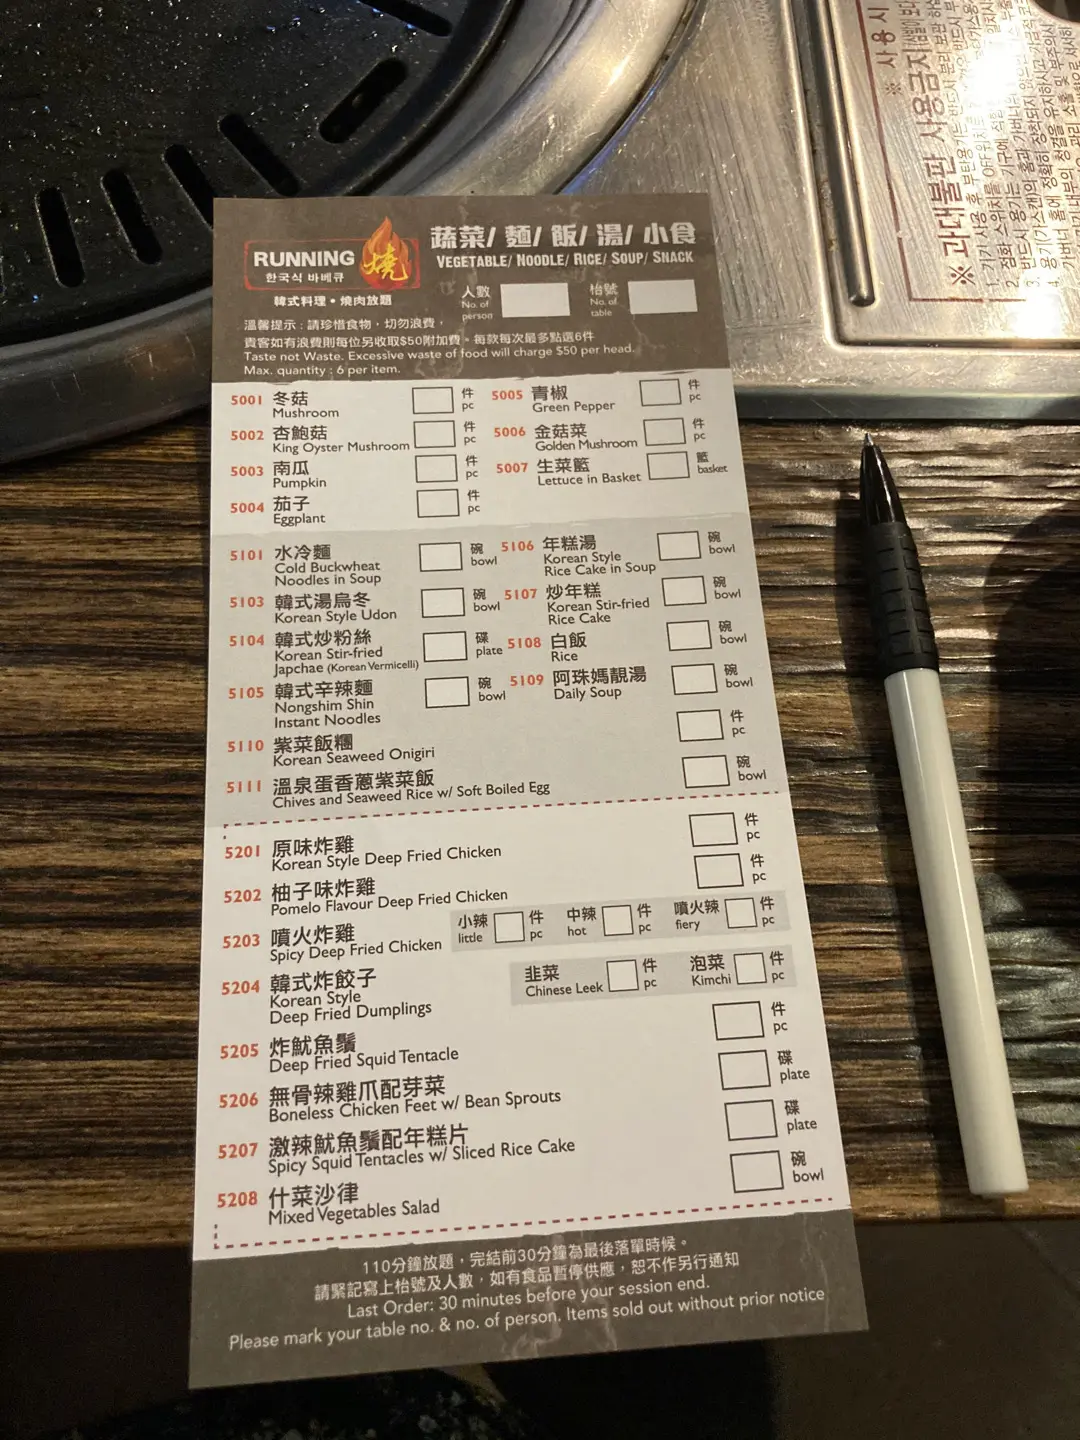 RUNNING 燒
한국식 바베큐
韓式料理•燒肉放題
蔬菜/ 麵/ 飯/ 湯/ 小食
VEGETABLE/ NOODLE/ RICE/ SOUP/ SNACK
人數
No. of
person
枱號
No. of
table
溫馨提示：請珍惜食物，切勿浪費，
貴客如有浪費則每位另收取$50附加費。每款每次最多點選6件
Taste not Waste. Excessive waste of food will charge $50 per head.
Max. quantity : 6 per item.
5001 冬菇 件
Mushroom pc
5002 杏鮑菇 件
King Oyster Mushroom pc
5003 南瓜 件
Pumpkin pc
5004 茄子 件
Eggplant pc
5005 青椒 件
Green Pepper pc
5006 金菇菜 件
Golden Mushroom pc
5007 生菜籃 籃
Lettuce in Basket basket
5101 水冷麵 碗
Cold Buckwheat bowl
Noodles in Soup
5103 韓式湯烏冬 碗
Korean Style Udon bowl
5104 韓式炒粉絲 碟
Korean Stir-fried plate
Japchae (Korean Vermicelli)
5105 韓式辛辣麵 碗
Nongshim Shin bowl
Instant Noodles
5106 年糕湯 碗
Korean Style bowl
Rice Cake in Soup
5107 炒年糕 碗
Korean Stir-fried bowl
Rice Cake
5108 白飯 碗
Rice bowl
5109 阿珠媽靚湯 碗
Daily Soup bowl
5110 紫菜飯糰 件
Korean Seaweed Onigiri pc
5111 溫泉蛋香蔥紫菜飯 碗
Chives and Seaweed Rice w/ Soft Boiled Egg bowl
5201 原味炸雞 件
Korean Style Deep Fried Chicken pc
5202 柚子味炸雞 件
Pomelo Flavour Deep Fried Chicken pc
5203 噴火炸雞 小辣 件 中辣 件 噴火辣 件
Spicy Deep Fried Chicken little pc hot pc fiery pc
5204 韓式炸餃子 韭菜 件 泡菜 件
Korean Style Chinese Leek pc Kimchi pc
Deep Fried Dumplings
5205 炸魷魚鬚 件
Deep Fried Squid Tentacle pc
5206 無骨辣雞爪配芽菜 碟
Boneless Chicken Feet w/ Bean Sprouts plate
5207 激辣魷魚鬚配年糕片 碟
Spicy Squid Tentacles w/ Sliced Rice Cake plate
5208 什菜沙律 碗
Mixed Vegetables Salad bowl
110分鐘放題，完結前30分鐘為最後落單時候。
請緊記寫上枱號及人數，如有食品暫停供應，恕不作另行通知
Last Order: 30 minutes before your session end.
Please mark your table no. & no. of person. Items sold out without prior notice
※ 사용시
※ 과대불판 사용금지